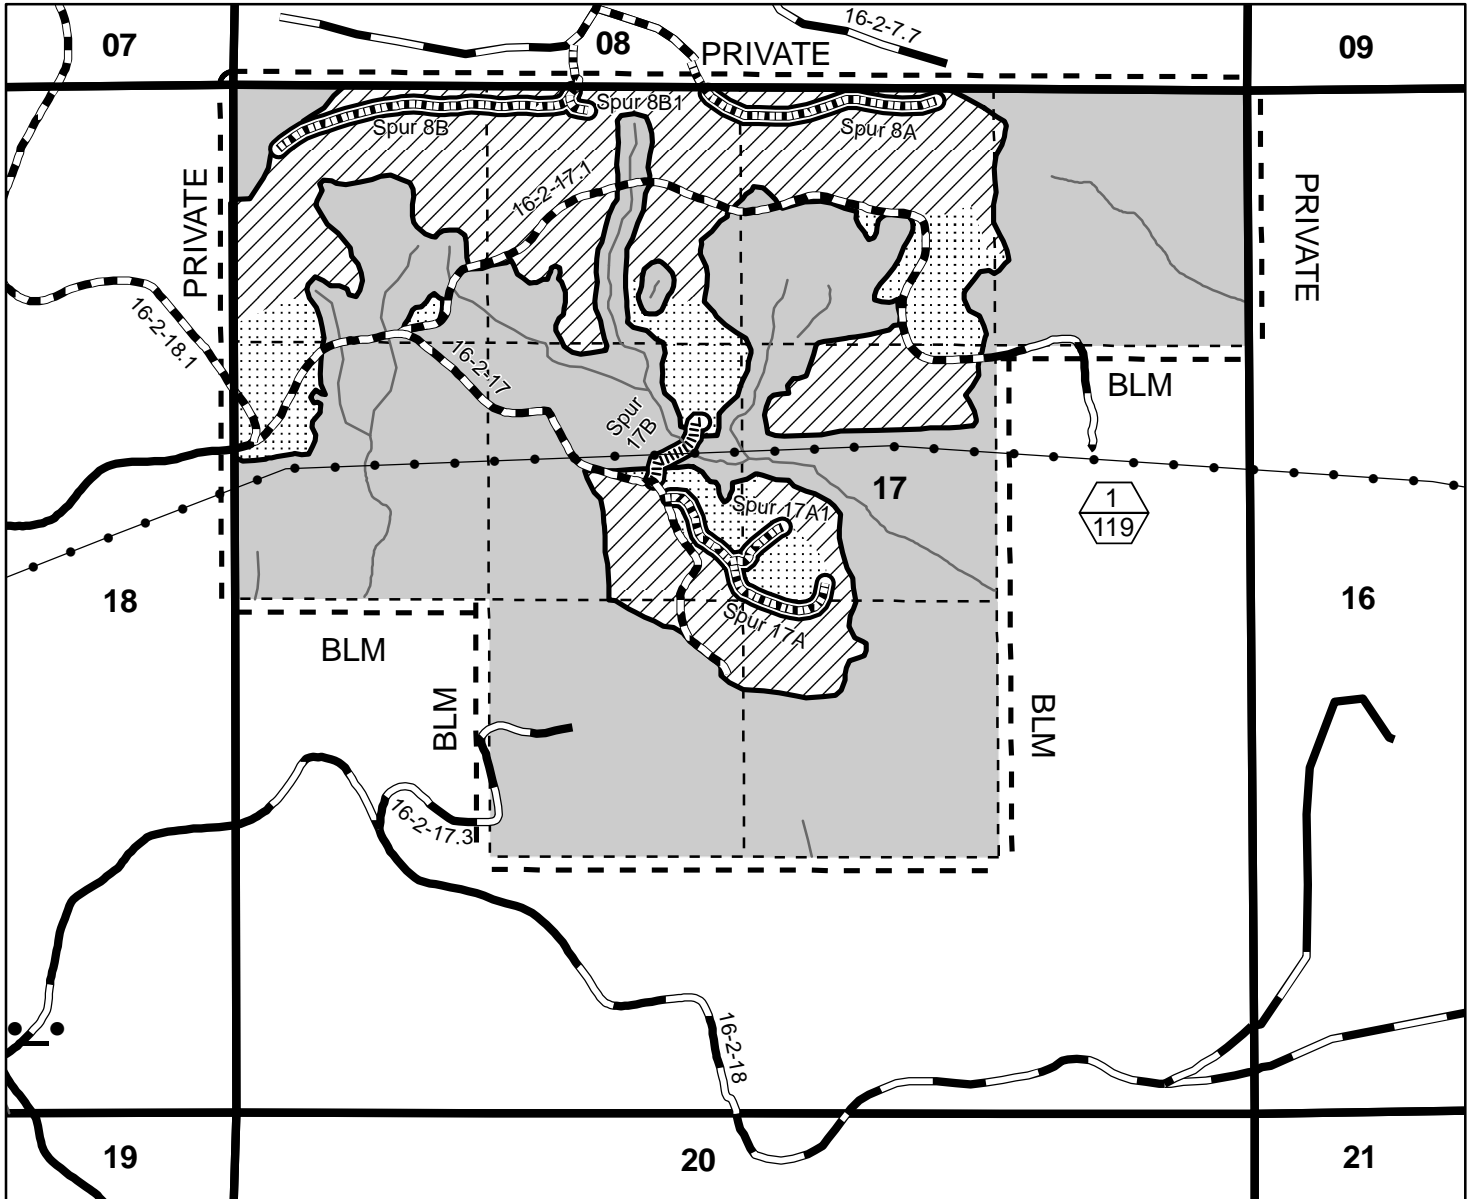 07
08
09
16-2-7.7
PRIVATE
Spur 8B1
Spur 8B
Spur 8A
PRIVATE
16-2-17.1
PRIVATE
16-2-18.1
16-2-17
BLM
Spur
17B
17
Spur 17A1
1
119
18
16
Spur 17A
BLM
BLM
BLM
16-2-17.3
16-2-18
19
20
21